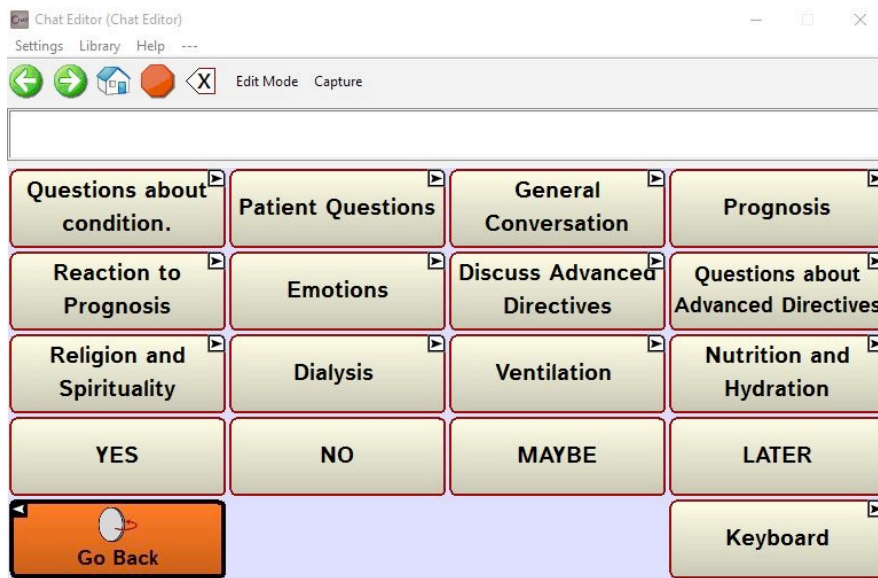 Chat Editor (Chat Editor)
Settings Library Help ---
X Edit Mode Capture
Questions about
condition.
Patient Questions
General
Conversation
Prognosis
Reaction to
Prognosis
Emotions
Discuss Advanced
Directives
Questions about
Advanced Directives
Religion and
Spirituality
Dialysis
Ventilation
Nutrition and
Hydration
YES
NO
MAYBE
LATER
Go Back
Keyboard